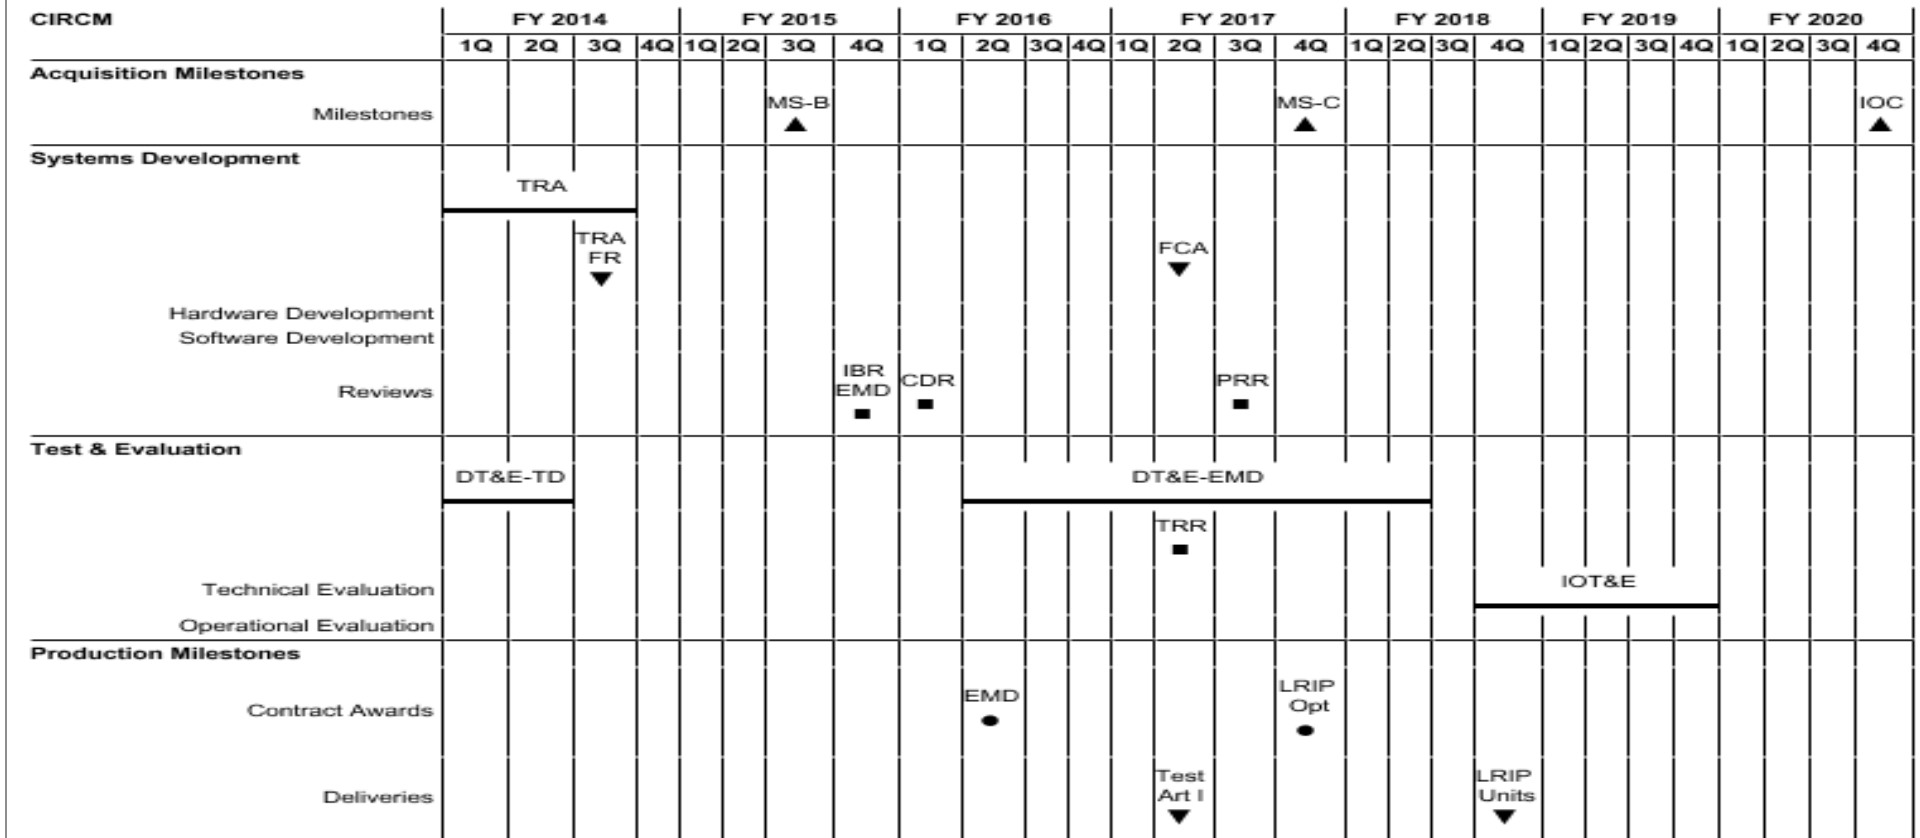 CIRCM FY 2014 FY 2015 FY 2016 FY 2017 FY 2018 FY 2019 FY 2020
1Q 2Q 3Q 4Q 1Q 2Q 3Q 4Q 1Q 2Q 3Q 4Q 1Q 2Q 3Q 4Q 1Q 2Q 3Q 4Q 1Q 2Q 3Q 4Q 1Q 2Q 3Q 4Q
Acquisition Milestones
MS-B MS-C IOC
Milestones
Systems Development
TRA
TRA
FR
FCA
Hardware Development
Software Development
IBR
EMD
CDR
PRR
Reviews
Test & Evaluation
DT&E-TD DT&E-EMD
TRR
IOT&E
Technical Evaluation
Operational Evaluation
Production Milestones
EMD
LRIP
Opt
Contract Awards
Test
Art I
LRIP
Units
Deliveries